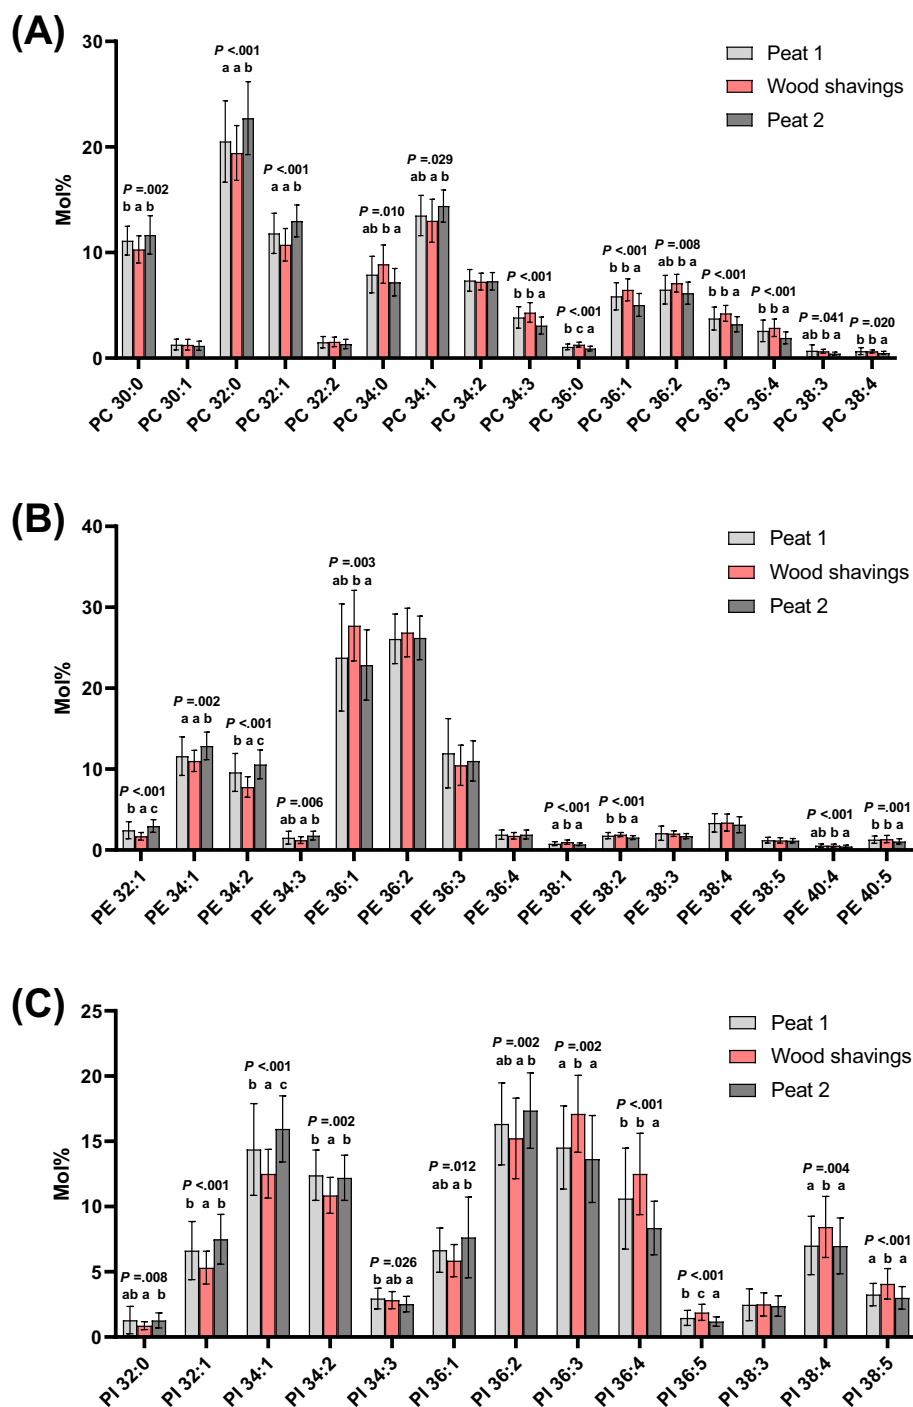 (A)
Mol%
30
20
10
0
Peat 1
Wood shavings
Peat 2
P =.002
b a b
P <.001
a a b
P <.001
a a b
P =.010
ab b a
P =.029
ab a b
P <.001
b b a
P <.001
b c a
P <.001
b b a
P =.008
ab b a
P <.001
b b a
P <.001
b b a
P =.041
ab b a
P =.020
b b a
PC 30:0
PC 30:1
PC 32:0
PC 32:1
PC 32:2
PC 34:0
PC 34:1
PC 34:2
PC 34:3
PC 36:0
PC 36:1
PC 36:2
PC 36:3
PC 36:4
PC 38:3
PC 38:4
(B)
Mol%
40
30
20
10
0
Peat 1
Wood shavings
Peat 2
P <.001
b a c
P =.002
a a b
P <.001
b a c
P =.006
ab a b
P =.003
ab b a
P <.001
a b a
P <.001
b b a
P <.001
ab b a
P =.001
b b a
PE 32:1
PE 34:1
PE 34:2
PE 34:3
PE 36:1
PE 36:2
PE 36:3
PE 36:4
PE 38:1
PE 38:2
PE 38:3
PE 38:4
PE 38:5
PE 40:4
PE 40:5
(C)
Mol%
25
20
15
10
5
0
Peat 1
Wood shavings
Peat 2
P =.008
ab a b
P <.001
b a b
P <.001
b a c
P =.002
b a b
P =.026
b ab a
P =.012
ab a b
P =.002
ab a b
P =.002
a b a
P <.001
b b a
P <.001
b c a
P =.004
a b a
P <.001
a b a
PI 32:0
PI 32:1
PI 34:1
PI 34:2
PI 34:3
PI 36:1
PI 36:2
PI 36:3
PI 36:4
PI 36:5
PI 38:3
PI 38:4
PI 38:5